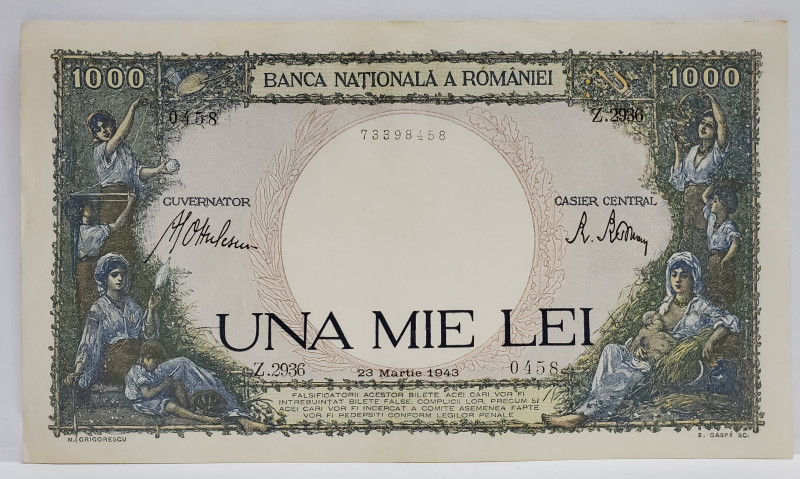 1000
BANCA NAȚIONALĂ A ROMÂNIEI
1000
0458
Z.2936
73398458
GUVERNATOR
CASIER CENTRAL
UNA MIE LEI
Z.2936
23 Martie 1943
0458
FALSIFICATORII ACESTOR BILETE, ACEI CARI VOR FI
INTREBUINȚAT BILETE FALSE, COMPLICII LOR, PRECUM ȘI
ACEI CARI VOR FI INCERCAT A COMITE ASEMENEA FAPTE
VOR FI PEDEPSIȚI CONFORM LEGILOR PENALE
N. GRIGORESCU
E. GASPÉ SC.